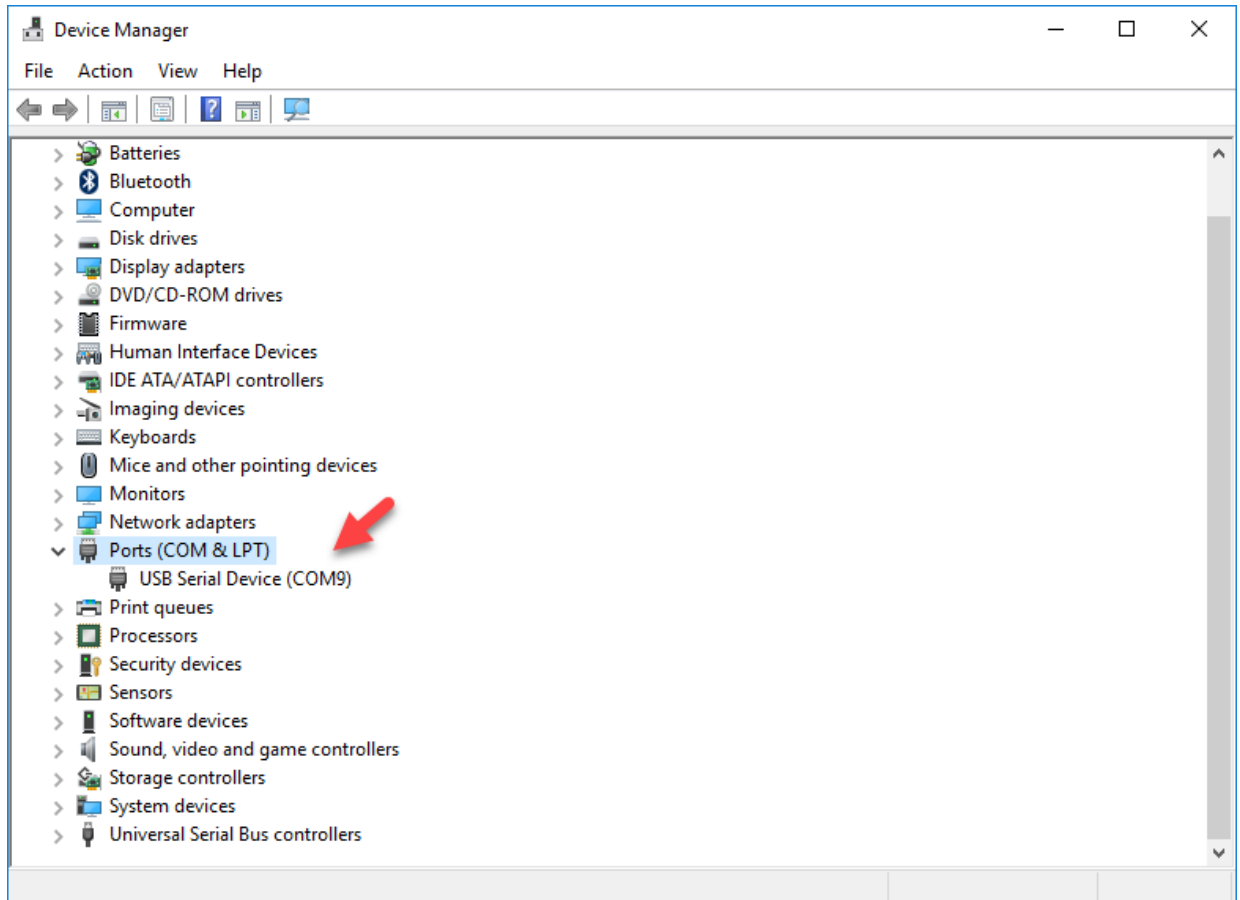 Device Manager
File Action View Help
Batteries
Bluetooth
Computer
Disk drives
Display adapters
DVD/CD-ROM drives
Firmware
Human Interface Devices
IDE ATA/ATAPI controllers
Imaging devices
Keyboards
Mice and other pointing devices
Monitors
Network adapters
Ports (COM & LPT)
USB Serial Device (COM9)
Print queues
Processors
Security devices
Sensors
Software devices
Sound, video and game controllers
Storage controllers
System devices
Universal Serial Bus controllers